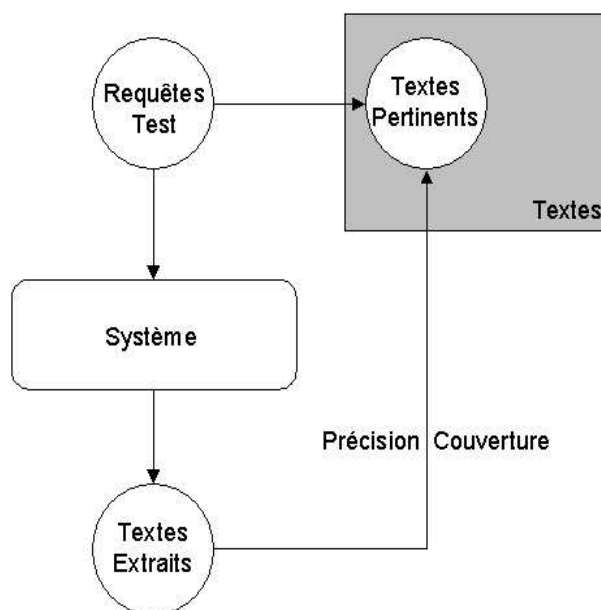 Requêtes
Test
Textes
Pertinents
Textes
Système
Précision Couverture
Textes
Extraits